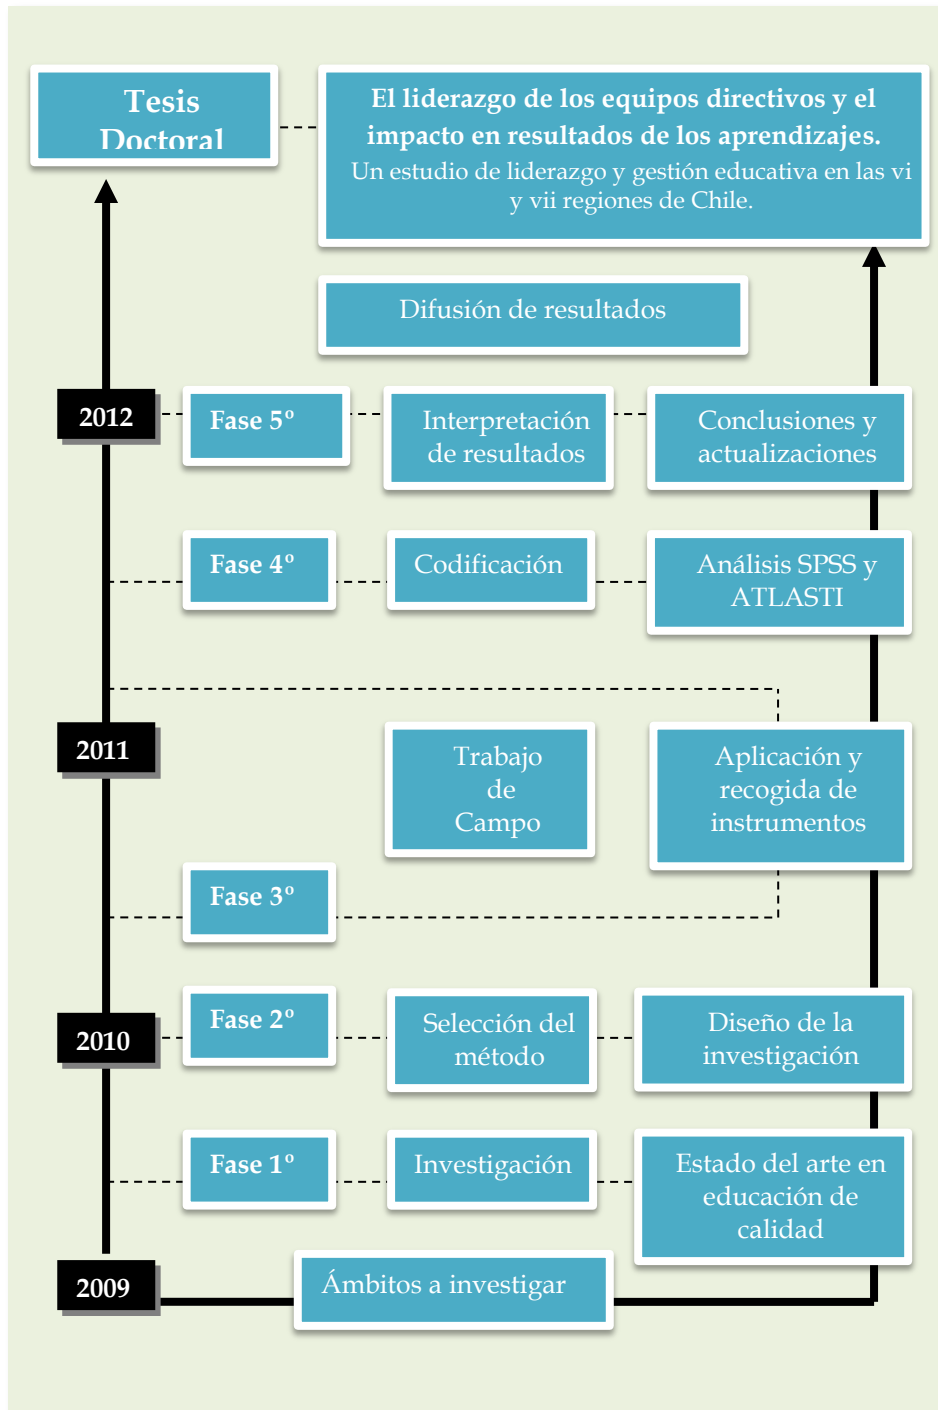 Tesis
Doctoral
El liderazgo de los equipos directivos y el
impacto en resultados de los aprendizajes.
Un estudio de liderazgo y gestión educativa en las vi
y vii regiones de Chile.
Difusión de resultados
2012
Fase 5º
Interpretación
de resultados
Conclusiones y
actualizaciones
Fase 4º
Codificación
Análisis SPSS y
ATLASTI
2011
Trabajo
de
Campo
Aplicación y
recogida de
instrumentos
Fase 3º
2010
Fase 2º
Selección del
método
Diseño de la
investigación
Fase 1º
Investigación
Estado del arte en
educación de
calidad
2009
Ámbitos a investigar